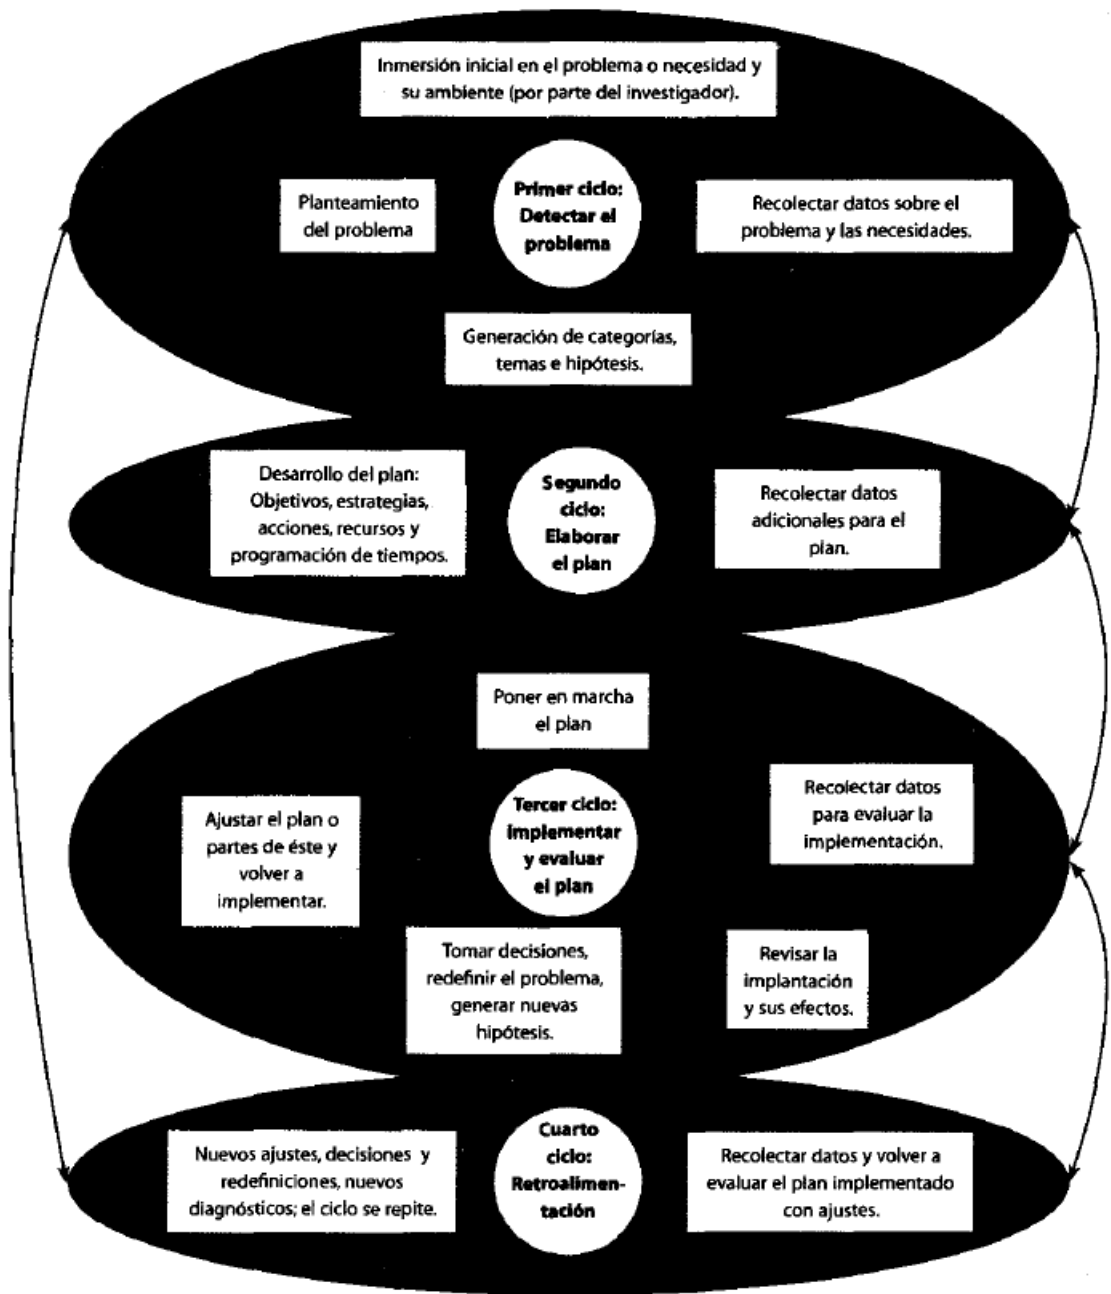 Inmersión inicial en el problema o necesidad y
su ambiente (por parte del investigador).
Primer ciclo:
Detectar el
problema
Planteamiento
del problema
Recolectar datos sobre el
problema y las necesidades.
Generación de categorías,
temas e hipótesis.
Desarrollo del plan:
Objetivos, estrategias,
acciones, recursos y
programación de tiempos.
Segundo
ciclo:
Elaborar
el plan
Recolectar datos
adicionales para el
plan.
Poner en marcha
el plan
Ajustar el plan o
partes de éste y
volver a
implementar.
Tercer ciclo:
implementar
y evaluar
el plan
Recolectar datos
para evaluar la
implementación.
Tomar decisiones,
redefinir el problema,
generar nuevas
hipótesis.
Revisar la
implantación
y sus efectos.
Nuevos ajustes, decisiones y
redefiniciones, nuevos
diagnósticos; el ciclo se repite.
Cuarto
ciclo:
Retroalimen-
tación
Recolectar datos y volver a
evaluar el plan implementado
con ajustes.